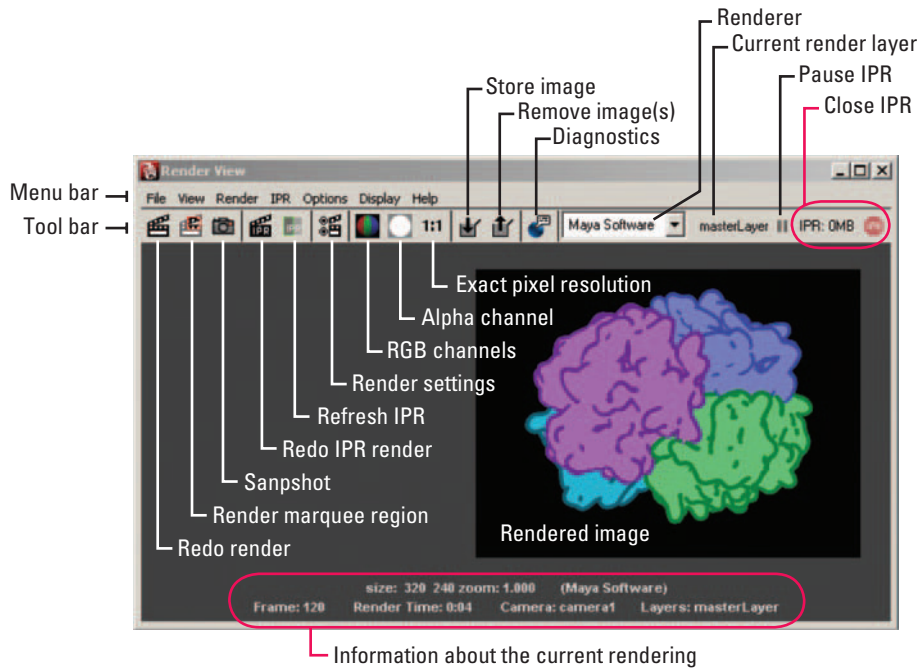 Renderer
Current render layer
Pause IPR
Close IPR
Store image
Remove image(s)
Diagnostics
Render View
Menu bar
File View Render IPR Options Display Help
Tool bar
IPR
1:1
Maya Software
masterLayer
IPR: 0MB
Exact pixel resolution
Alpha channel
RGB channels
Render settings
Refresh IPR
Redo IPR render
Sanpshot
Render marquee region
Redo render
Rendered image
size: 320 240 zoom: 1.000 (Maya Software)
Frame: 120 Render Time: 0:04 Camera: camera1 Layers: masterLayer
Information about the current rendering